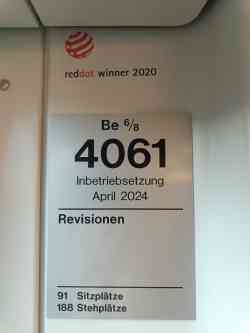 reddot winner 2020
Be 6/8
4061
Inbetriebsetzung
April 2024
Revisionen
91 Sitzplätze
188 Stehplätze